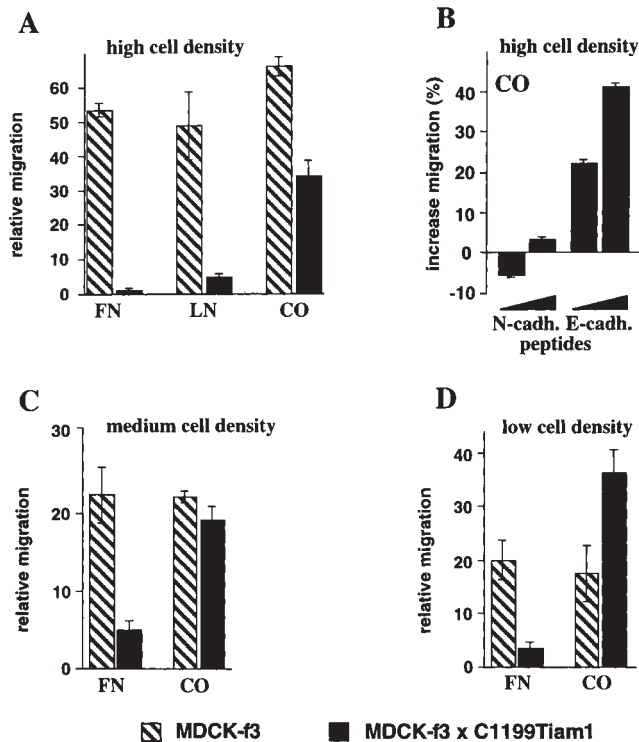 A
high cell density
relative migration
60
50
40
30
20
10
0
FN LN CO
B
high cell density
CO
increase migration (%)
40
30
20
10
0
-10
N-cadh. E-cadh.
peptides
C
medium cell density
relative migration
30
20
10
0
FN CO
D
low cell density
relative migration
40
30
20
10
0
FN CO
MDCK-f3 MDCK-f3 x C1199Tiam1